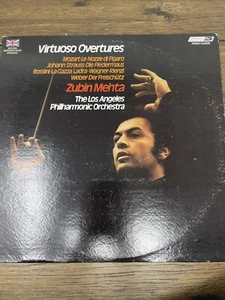 Virtuoso Overtures
Mozart·Le Nozze di Figaro
Johann Strauss·Die Fledermaus
Rossini·La Gazza Ladra·Wagner·Rienzi
Weber·Der Freischütz
Zubin Mehta
The Los Angeles
Philharmonic Orchestra